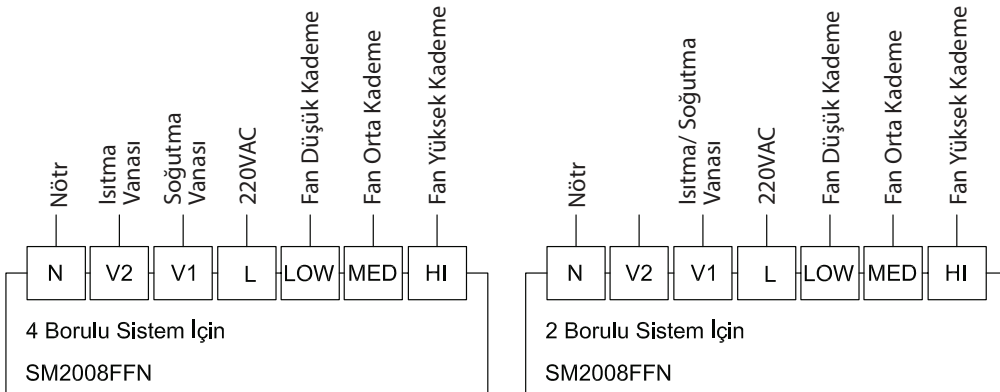 Nötr
Isıtma
Vanası
Soğutma
Vanası
220VAC
Fan Düşük Kademe
Fan Orta Kademe
Fan Yüksek Kademe
N V2 V1 L LOW MED HI
4 Borulu Sistem İçin
SM2008FFN
Nötr
Isıtma/ Soğutma
Vanası
220VAC
Fan Düşük Kademe
Fan Orta Kademe
Fan Yüksek Kademe
N V2 V1 L LOW MED HI
2 Borulu Sistem İçin
SM2008FFN